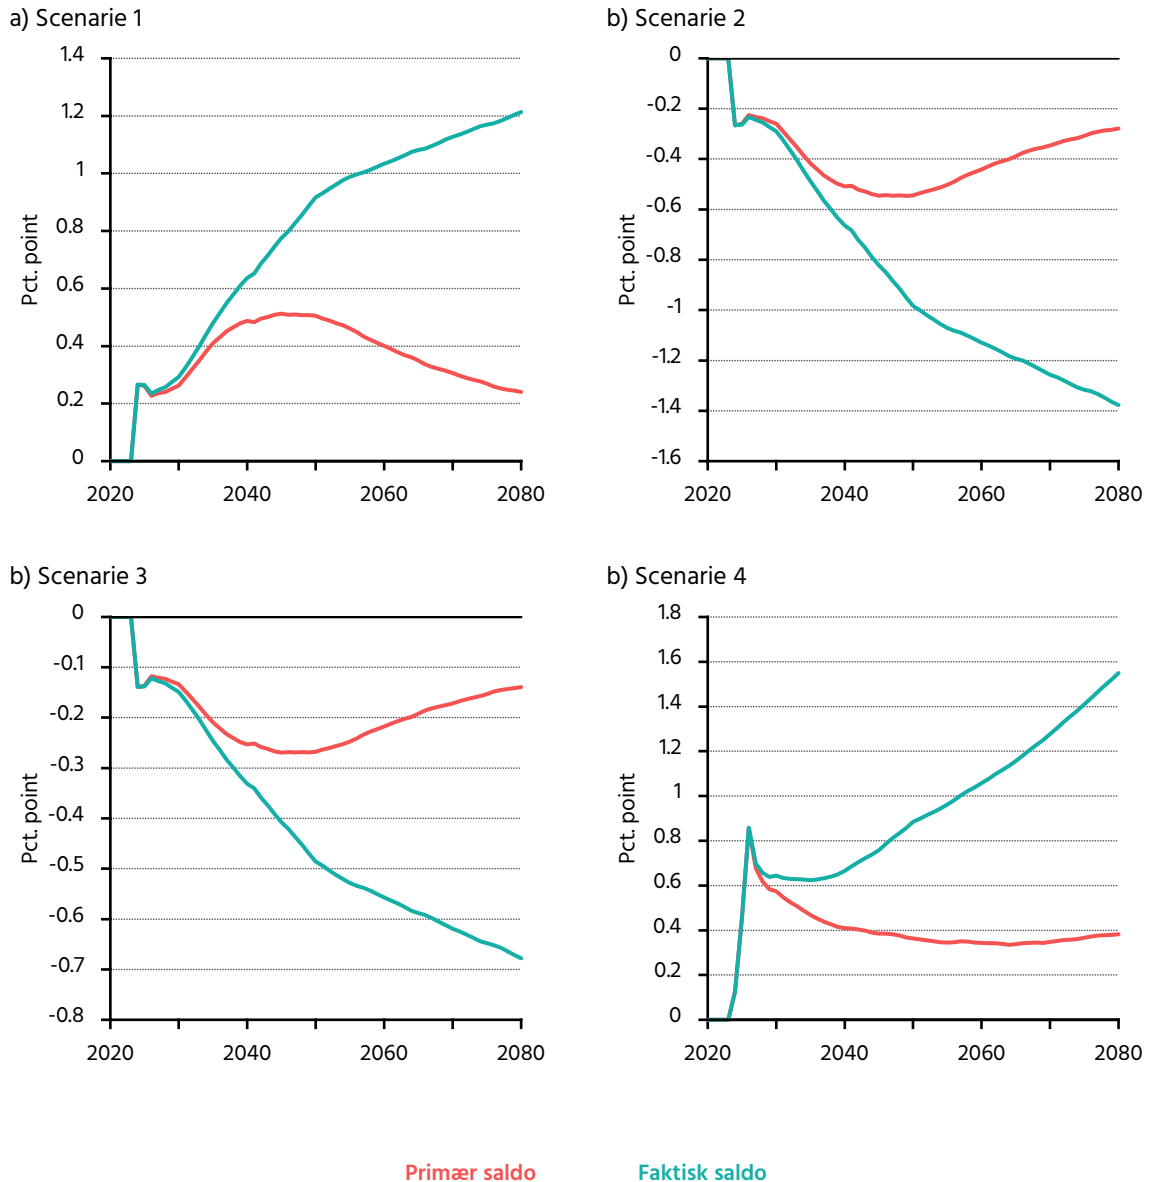 a) Scenarie 1
Pct. point
1.4
1.2
1
0.8
0.6
0.4
0.2
0
2020 2040 2060 2080
b) Scenarie 2
Pct. point
0
-0.2
-0.4
-0.6
-0.8
-1
-1.2
-1.4
-1.6
2020 2040 2060 2080
b) Scenarie 3
Pct. point
0
-0.1
-0.2
-0.3
-0.4
-0.5
-0.6
-0.7
-0.8
2020 2040 2060 2080
b) Scenarie 4
Pct. point
1.8
1.6
1.4
1.2
1
0.8
0.6
0.4
0.2
0
2020 2040 2060 2080
Primær saldo Faktisk saldo